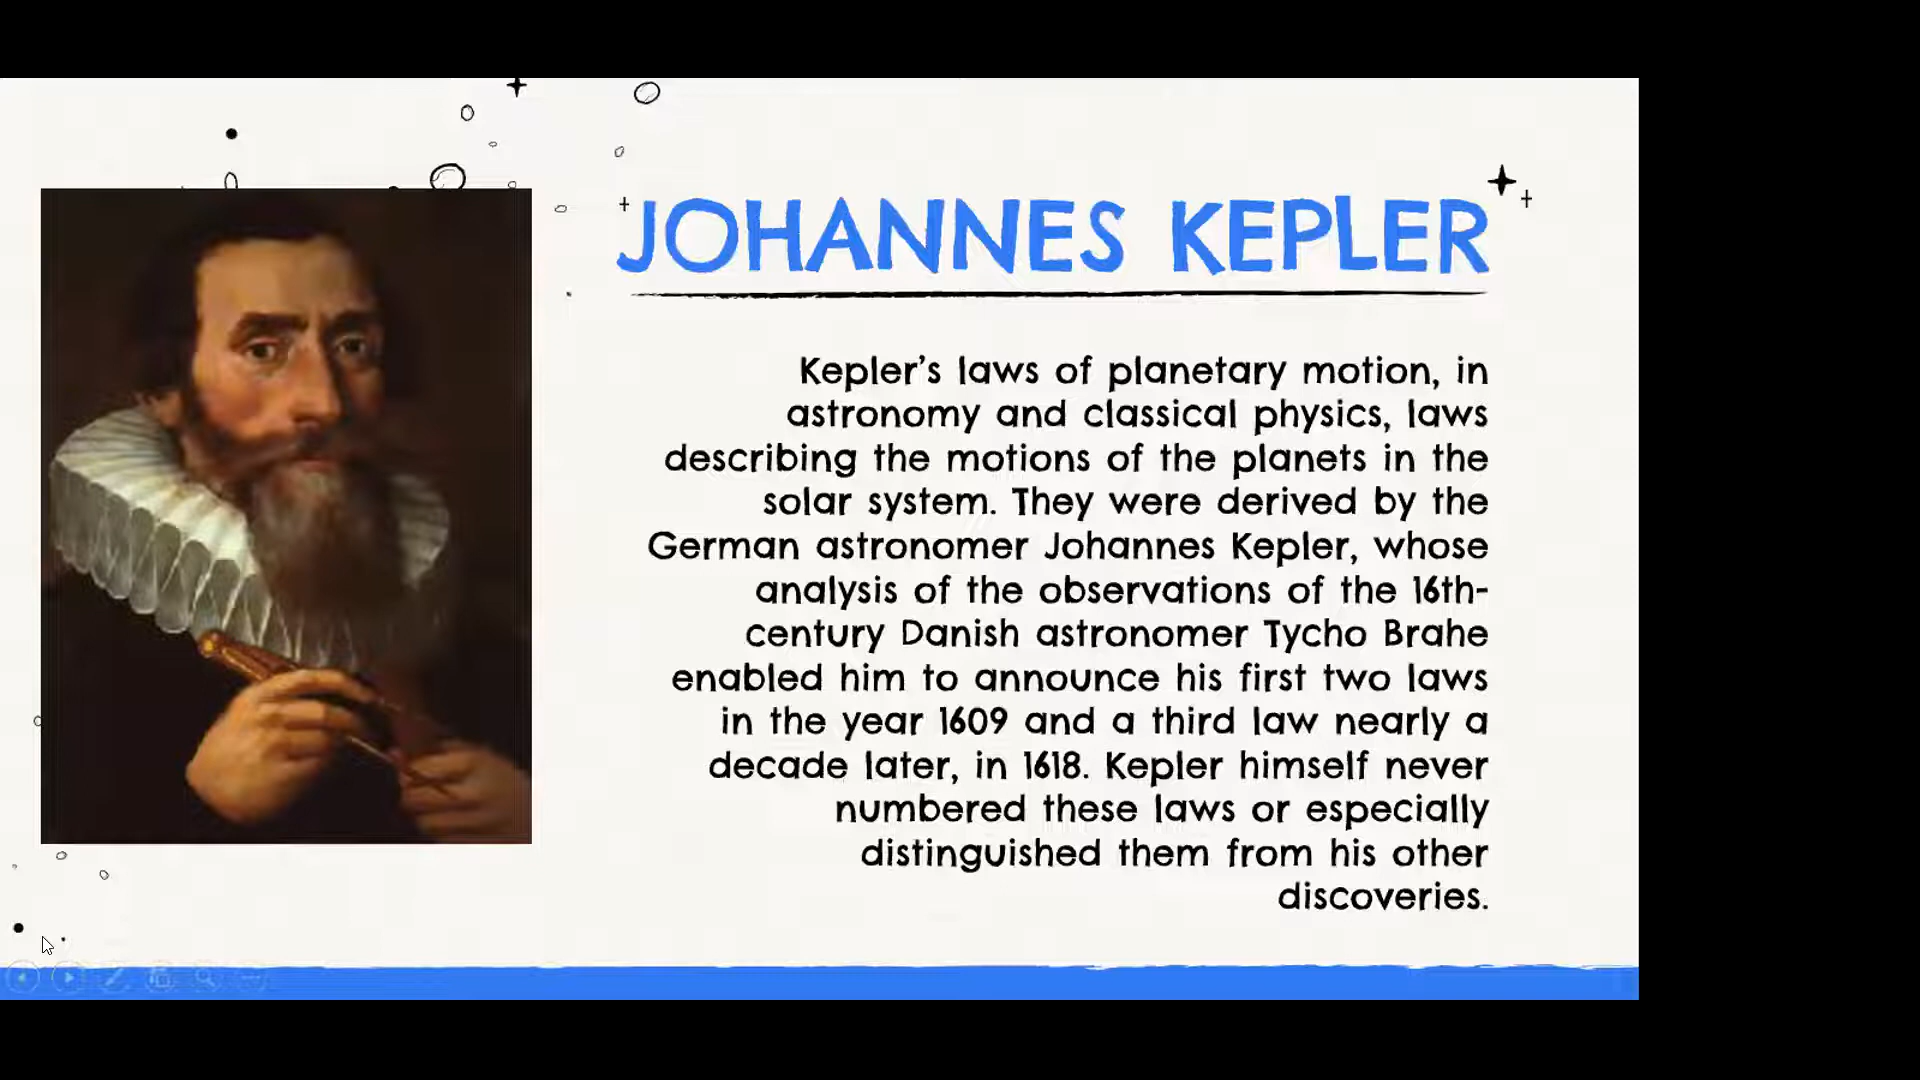 JOHANNES KEPLER
Kepler’s laws of planetary motion, in
astronomy and classical physics, laws
describing the motions of the planets in the
solar system. They were derived by the
German astronomer Johannes Kepler, whose
analysis of the observations of the 16th-
century Danish astronomer Tycho Brahe
enabled him to announce his first two laws
in the year 1609 and a third law nearly a
decade later, in 1618. Kepler himself never
numbered these laws or especially
distinguished them from his other
discoveries.